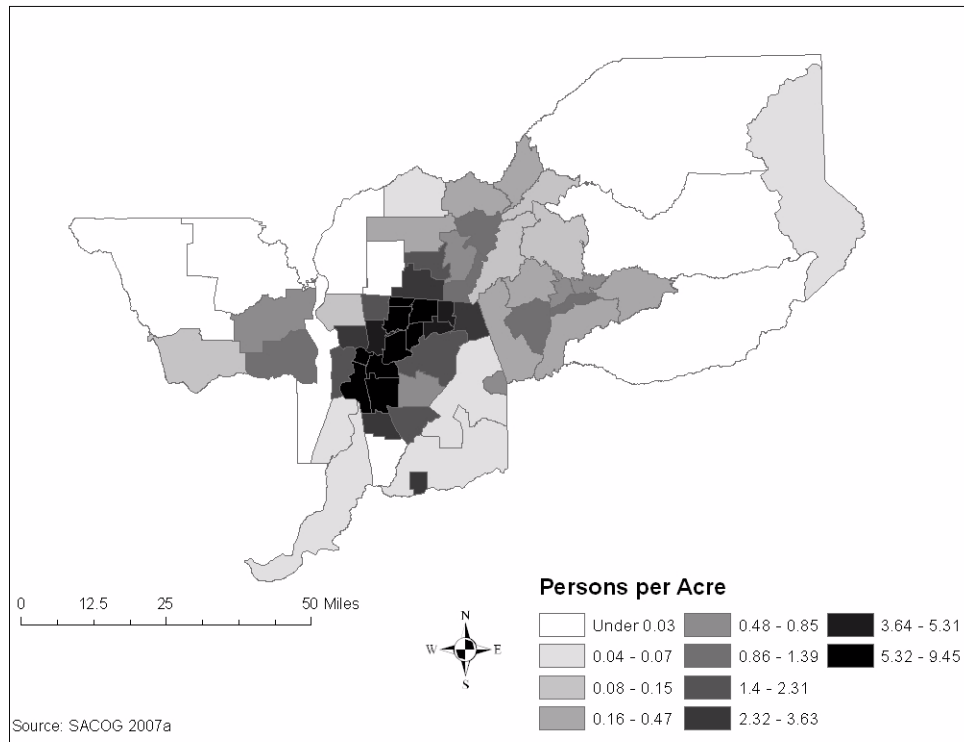 0 12.5 25 50 Miles
N
W E
S
Persons per Acre
Under 0.03
0.04 - 0.07
0.08 - 0.15
0.16 - 0.47
0.48 - 0.85
0.86 - 1.39
1.4 - 2.31
2.32 - 3.63
3.64 - 5.31
5.32 - 9.45
Source: SACOG 2007a